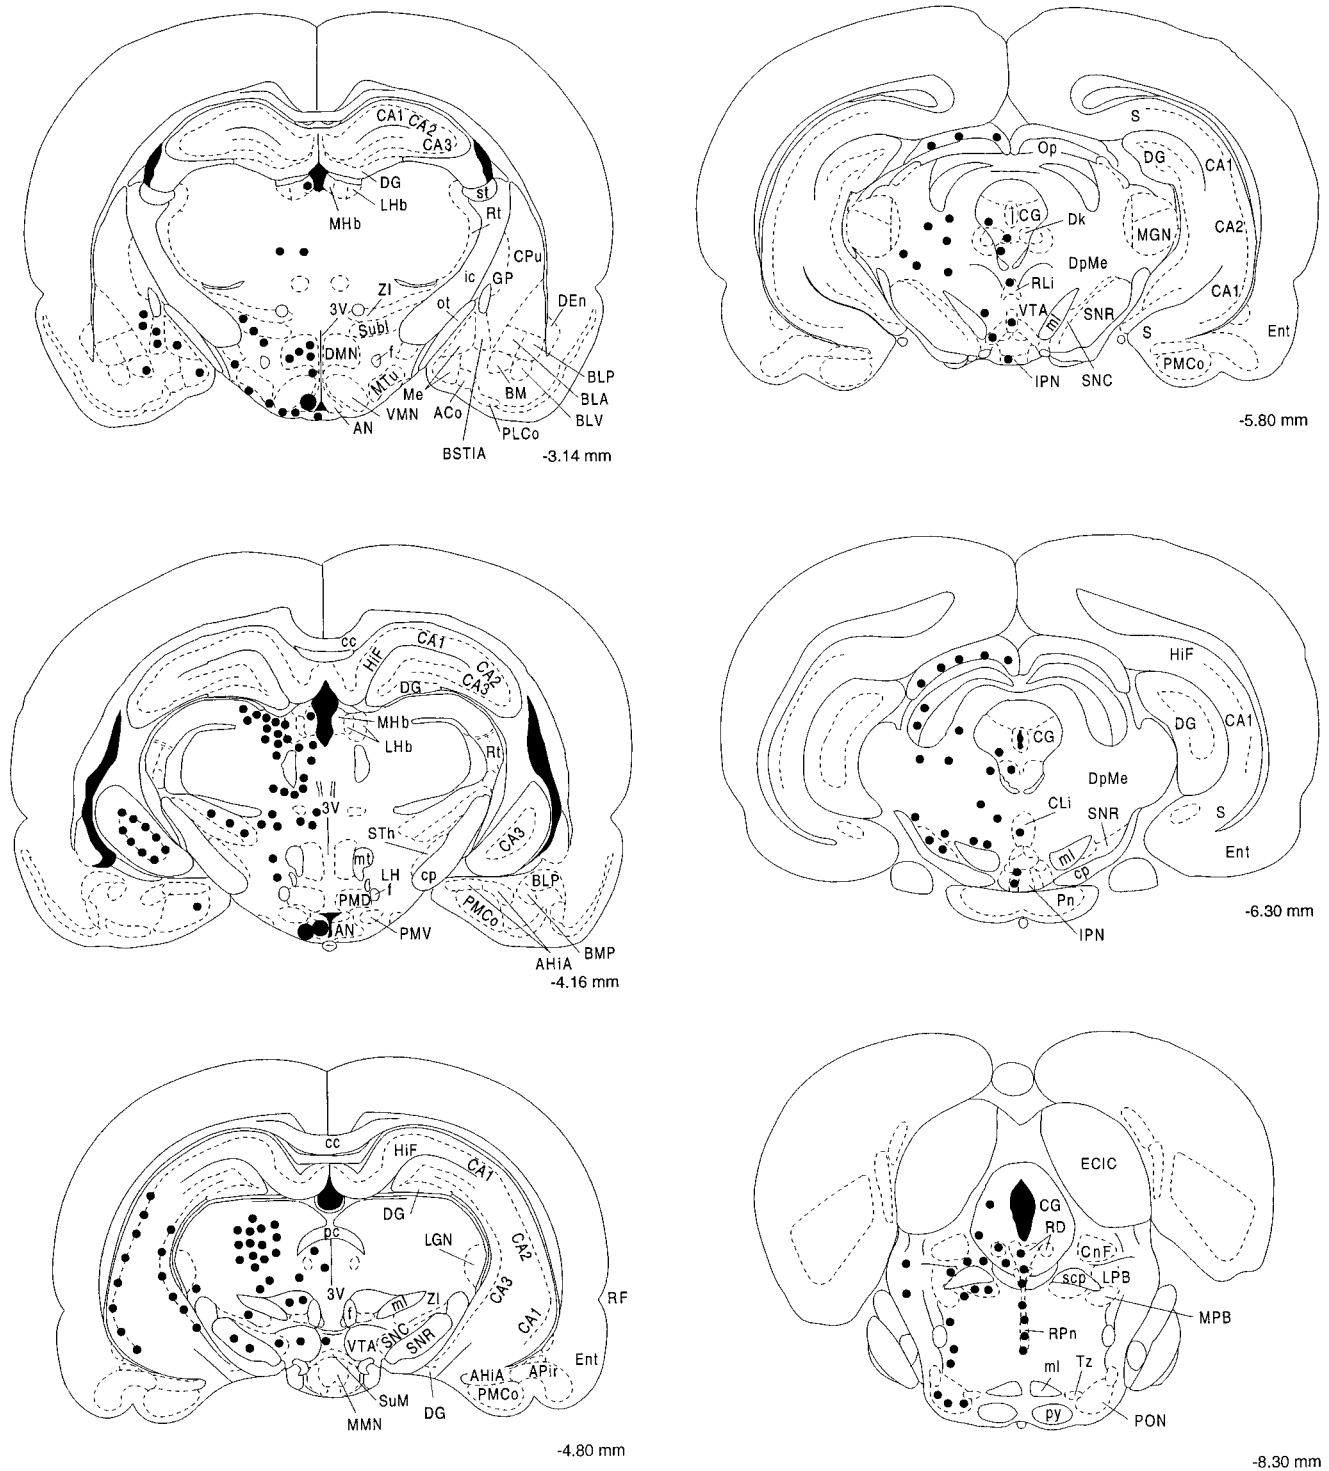 CA1
CA2
CA3
DG
st
LHb
MHb
Rt
CPu
ic
GP
ZI
ot
DEn
3V
SubI
DMN
f
MTu
Me
BLP
BM
BLA
ACo
VMN
BLV
AN
PLCo
BSTIA
-3.14 mm
S
Op
DG
CA1
CG
Dk
CA2
MGN
DpMe
RLi
CA1
VTA
SNR
ml
S
Ent
PMCo
IPN
SNC
-5.80 mm
cc
CA1
HiF
CA2
CA3
DG
MHb
LHb
Rt
3V
STh
CA3
mt
LH
cp
BLP
f
PMD
PMCo
AN
PMV
BMP
AHiA
-4.16 mm
HiF
DG
CA1
CG
DpMe
CLi
SNR
S
Ent
ml
cp
Pn
IPN
-6.30 mm
cc
HiF
CA1
DG
pc
LGN
CA2
3V
ml
ZI
CA3
RF
f
CA1
VTA
SNC
SNR
Ent
APir
AHiA
PMCo
SuM
DG
MMN
-4.80 mm
ECIC
CG
RD
CnF
scp
LPB
MPB
RPn
ml
Tz
py
PON
-8.30 mm